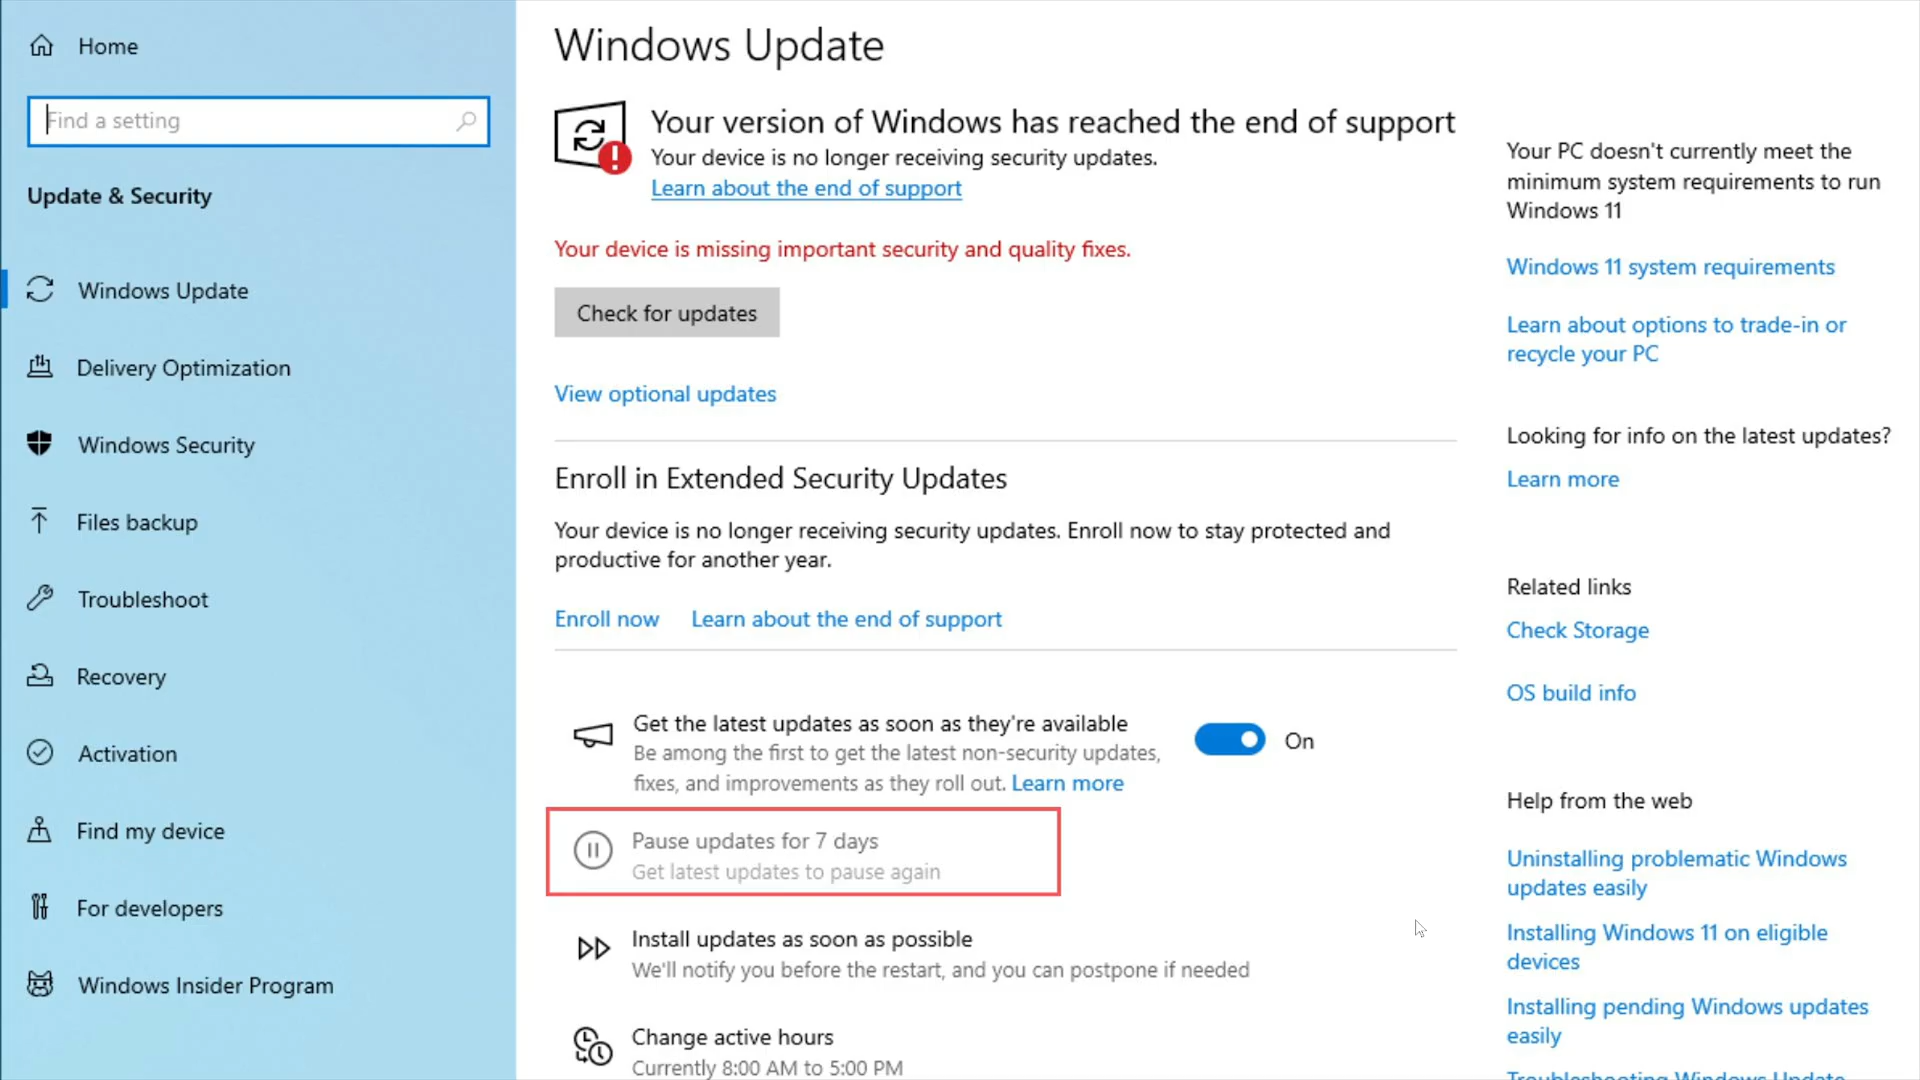 Home
Find a setting
Update & Security
Windows Update
Delivery Optimization
Windows Security
Files backup
Troubleshoot
Recovery
Activation
Find my device
For developers
Windows Insider Program
Windows Update
Your version of Windows has reached the end of support
Your device is no longer receiving security updates.
Learn about the end of support
Your device is missing important security and quality fixes.
Check for updates
View optional updates
Enroll in Extended Security Updates
Your device is no longer receiving security updates. Enroll now to stay protected and
productive for another year.
Enroll now Learn about the end of support
Get the latest updates as soon as they're available
Be among the first to get the latest non-security updates,
fixes, and improvements as they roll out. Learn more
On
Pause updates for 7 days
Get latest updates to pause again
Install updates as soon as possible
We'll notify you before the restart, and you can postpone if needed
Change active hours
Currently 8:00 AM to 5:00 PM
Your PC doesn't currently meet the
minimum system requirements to run
Windows 11
Windows 11 system requirements
Learn about options to trade-in or
recycle your PC
Looking for info on the latest updates?
Learn more
Related links
Check Storage
OS build info
Help from the web
Uninstalling problematic Windows
updates easily
Installing Windows 11 on eligible
devices
Installing pending Windows updates
easily
Troubleshooting Windows Update